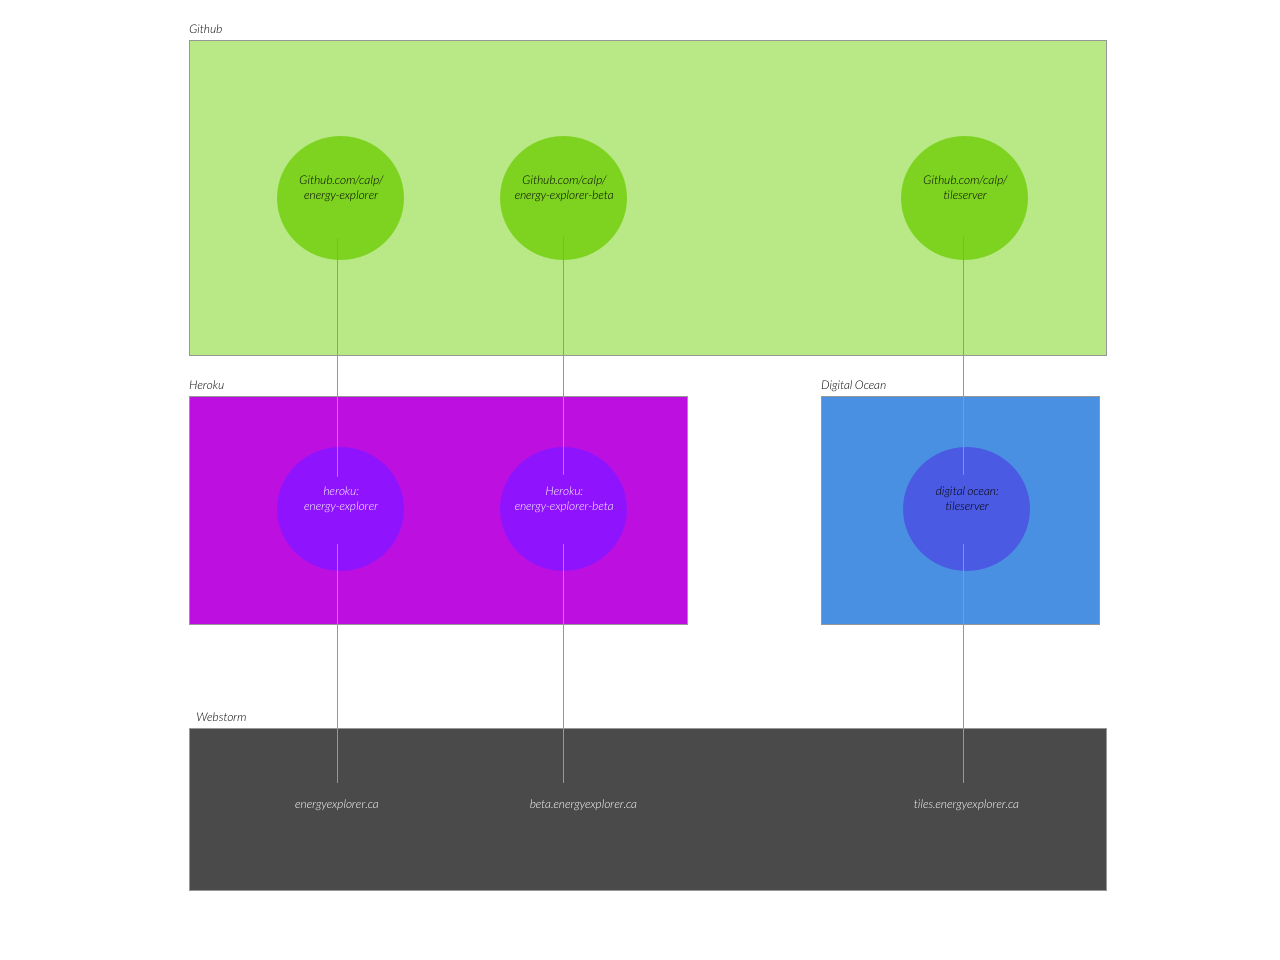 Github
Github.com/calp/
energy-explorer
Github.com/calp/
energy-explorer-beta
Github.com/calp/
tileserver
Heroku
Digital Ocean
heroku:
energy-explorer
Heroku:
energy-explorer-beta
digital ocean:
tileserver
Webstorm
energyexplorer.ca
beta.energyexplorer.ca
tiles.energyexplorer.ca